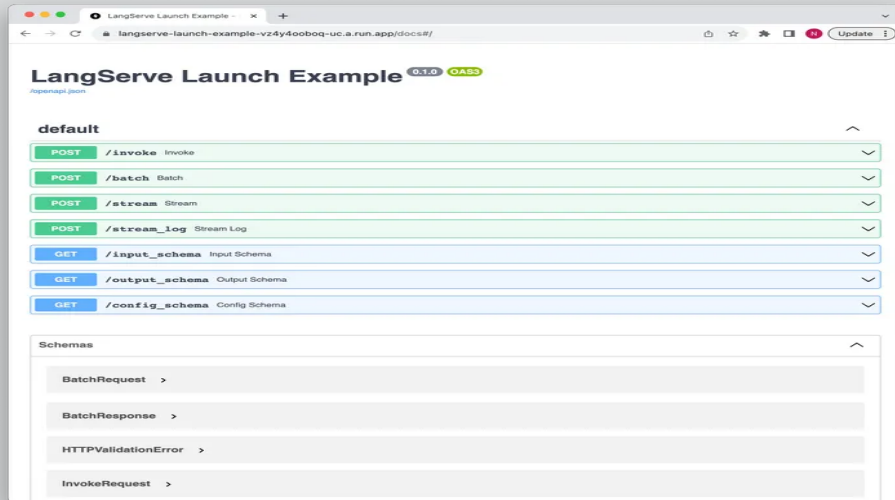 LangServe Launch Example -
langserve-launch-example-vz4y4ooboq-uc.a.run.app/docs#/
N
Update
LangServe Launch Example 0.1.0 OAS3
/openapi.json
default
POST /invoke Invoke
POST /batch Batch
POST /stream Stream
POST /stream_log Stream Log
GET /input_schema Input Schema
GET /output_schema Output Schema
GET /config_schema Config Schema
Schemas
BatchRequest
BatchResponse
HTTPValidationError
InvokeRequest